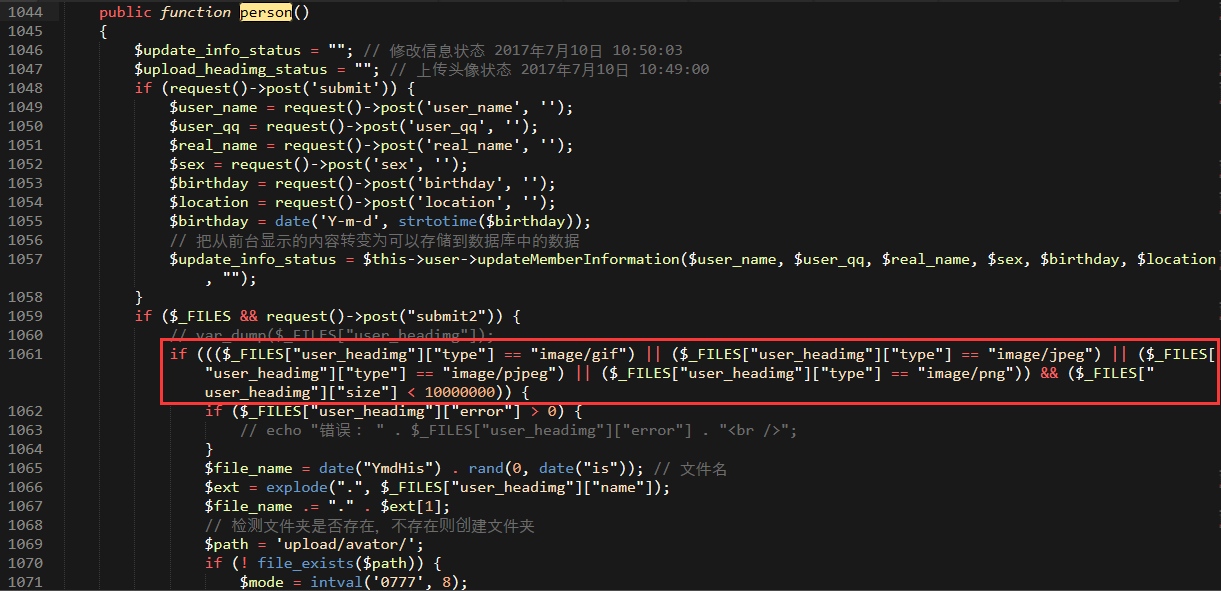 1044 public function person()
1045 {
1046 $update_info_status = ""; // 修改信息状态 2017年7月10日 10:50:03
1047 $upload_headimg_status = ""; // 上传头像状态 2017年7月10日 10:49:00
1048 if (request()->post('submit')) {
1049 $user_name = request()->post('user_name', '');
1050 $user_qq = request()->post('user_qq', '');
1051 $real_name = request()->post('real_name', '');
1052 $sex = request()->post('sex', '');
1053 $birthday = request()->post('birthday', '');
1054 $location = request()->post('location', '');
1055 $birthday = date('Y-m-d', strtotime($birthday));
1056 // 把从前台显示的内容转变为可以存储到数据库中的数据
1057 $update_info_status = $this->user->updateMemberInformation($user_name, $user_qq, $real_name, $sex, $birthday, $location
, "");
1058 }
1059 if ($_FILES && request()->post("submit2")) {
1060 // var_dump($_FILES["user_headimg"]);
1061 if ((($_FILES["user_headimg"]["type"] == "image/gif") || ($_FILES["user_headimg"]["type"] == "image/jpeg") || ($_FILES[
"user_headimg"]["type"] == "image/pjpeg") || ($_FILES["user_headimg"]["type"] == "image/png")) && ($_FILES["
user_headimg"]["size"] < 10000000)) {
1062 if ($_FILES["user_headimg"]["error"] > 0) {
1063 // echo "错误： " . $_FILES["user_headimg"]["error"] . "<br />";
1064 }
1065 $file_name = date("YmdHis") . rand(0, date("is")); // 文件名
1066 $ext = explode(".", $_FILES["user_headimg"]["name"]);
1067 $file_name .= "." . $ext[1];
1068 // 检测文件夹是否存在，不存在则创建文件夹
1069 $path = 'upload/avator/';
1070 if (! file_exists($path)) {
1071 $mode = intval('0777', 8);